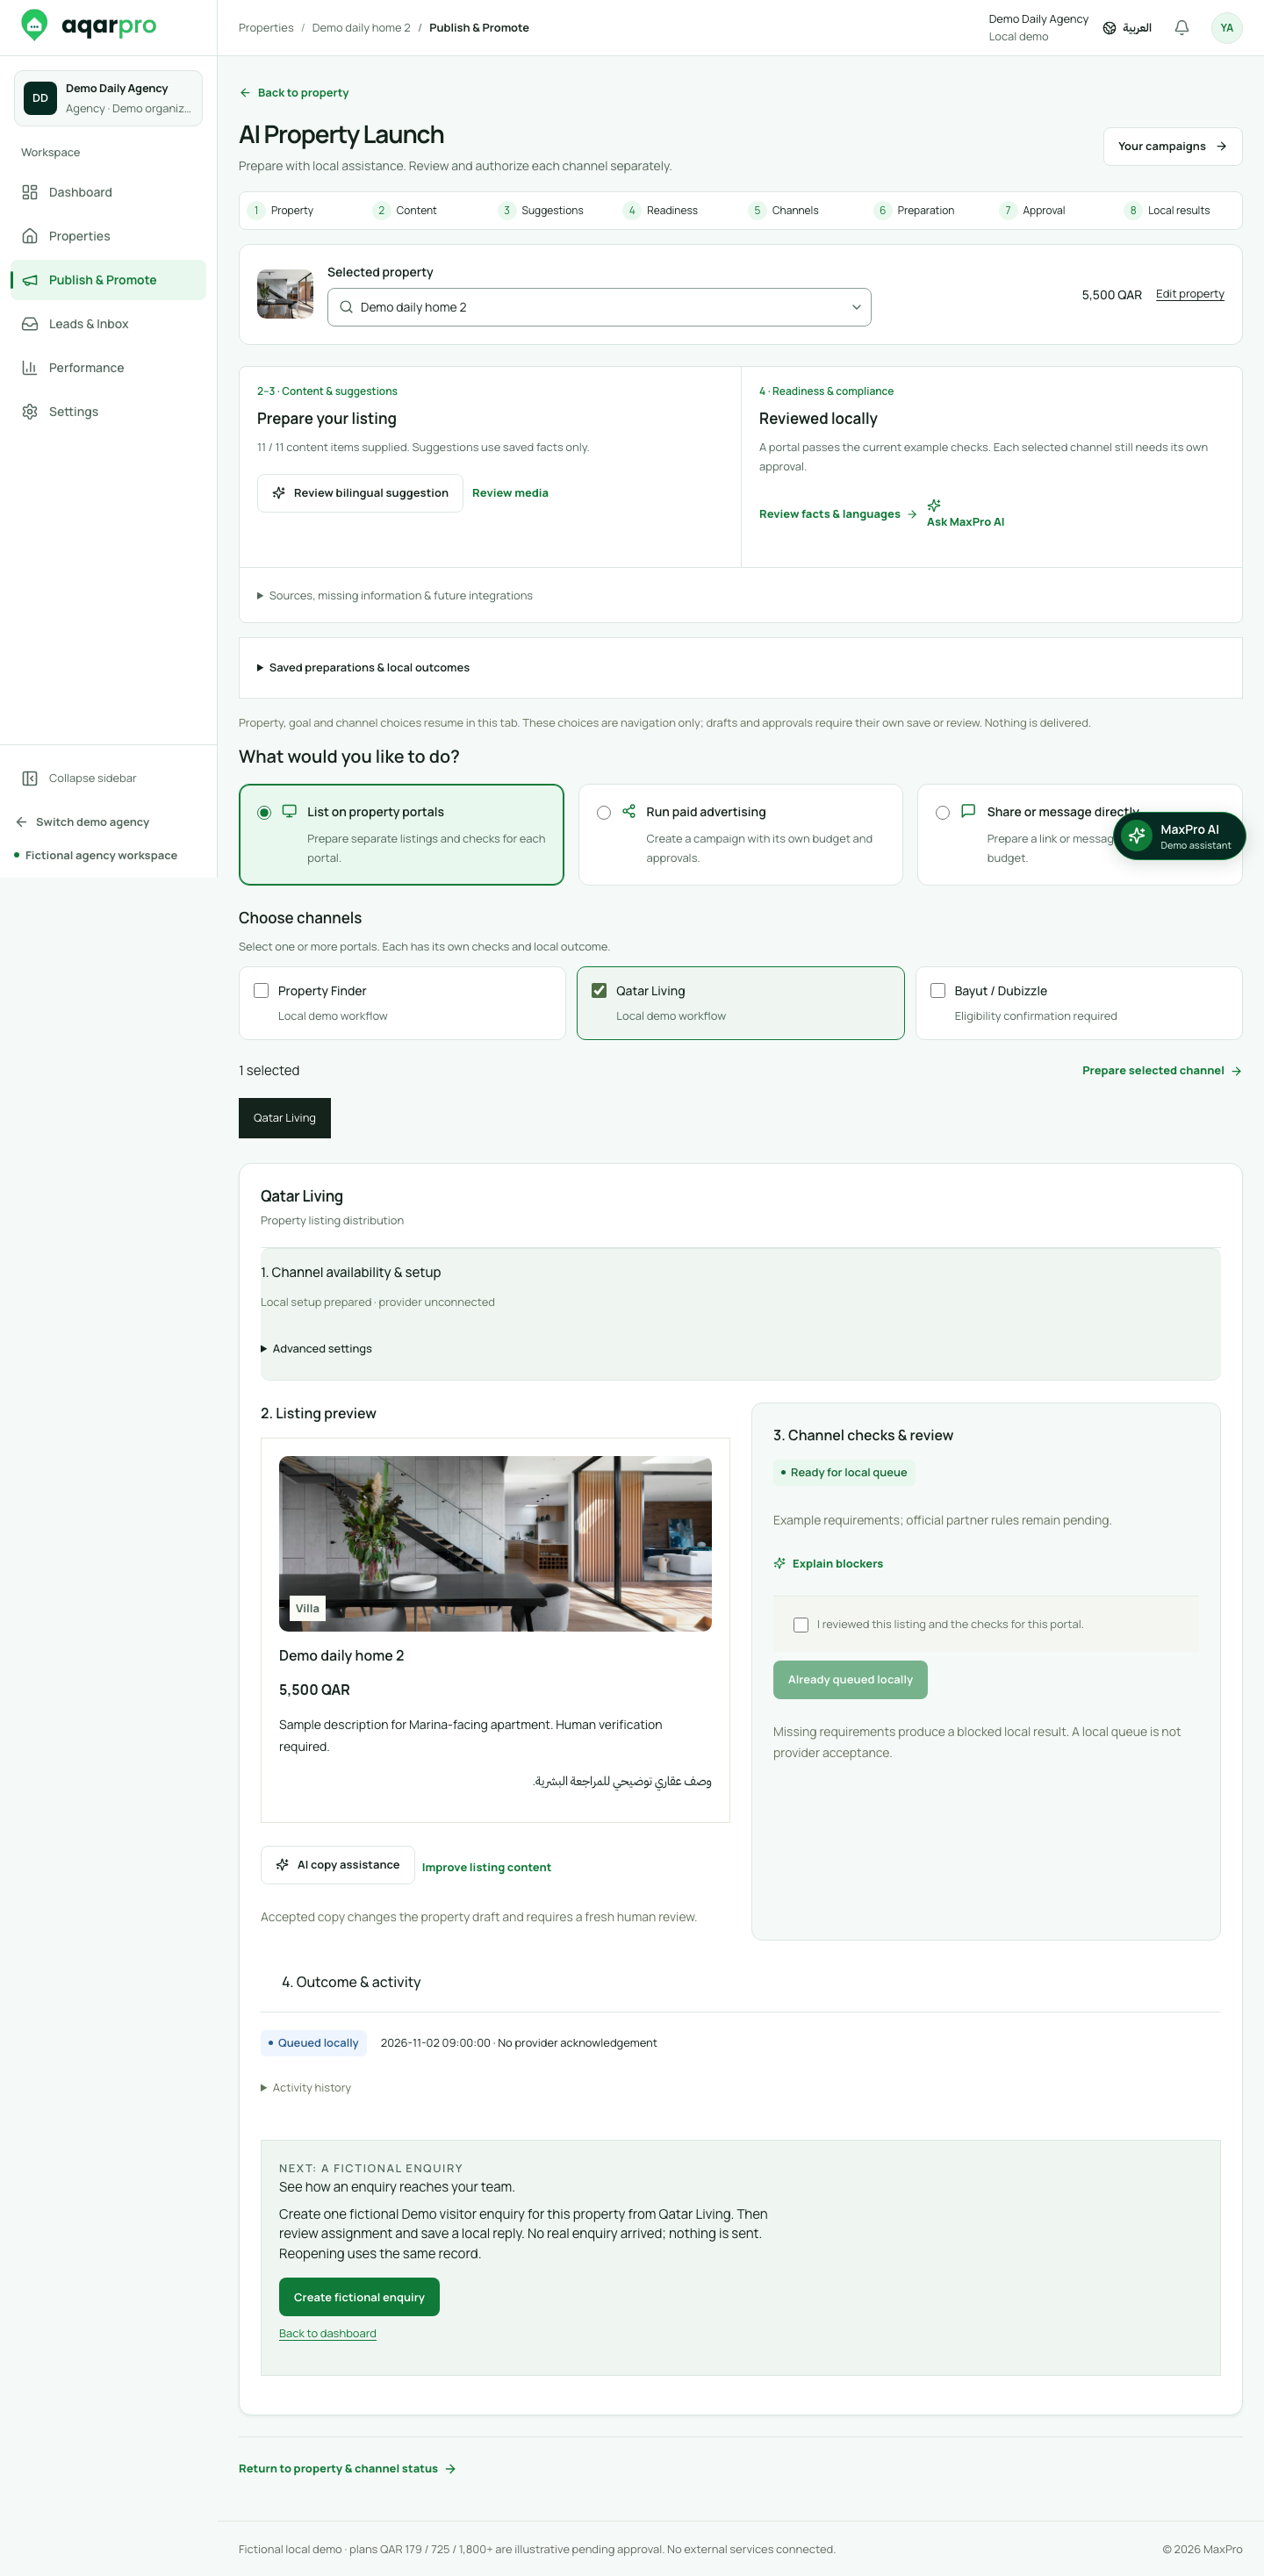 aqarpro
Properties / Demo daily home 2 / Publish & Promote
Demo Daily Agency
Local demo
العربية
YA
DD
Demo Daily Agency
Agency · Demo organiz...
Workspace
Dashboard
Properties
Publish & Promote
Leads & Inbox
Performance
Settings
Collapse sidebar
Switch demo agency
Fictional agency workspace
Back to property
AI Property Launch
Prepare with local assistance. Review and authorize each channel separately.
Your campaigns
1 Property
2 Content
3 Suggestions
4 Readiness
5 Channels
6 Preparation
7 Approval
8 Local results
Selected property
Demo daily home 2
5,500 QAR
Edit property
2–3 · Content & suggestions
Prepare your listing
11 / 11 content items supplied. Suggestions use saved facts only.
Review bilingual suggestion
Review media
4 · Readiness & compliance
Reviewed locally
A portal passes the current example checks. Each selected channel still needs its own
approval.
Review facts & languages
Ask MaxPro AI
Sources, missing information & future integrations
Saved preparations & local outcomes
Property, goal and channel choices resume in this tab. These choices are navigation only; drafts and approvals require their own save or review. Nothing is delivered.
What would you like to do?
List on property portals
Prepare separate listings and checks for each
portal.
Run paid advertising
Create a campaign with its own budget and
approvals.
Share or message directly
Prepare a link or messag
budget.
MaxPro AI
Demo assistant
Choose channels
Select one or more portals. Each has its own checks and local outcome.
Property Finder
Local demo workflow
Qatar Living
Local demo workflow
Bayut / Dubizzle
Eligibility confirmation required
1 selected
Prepare selected channel
Qatar Living
Qatar Living
Property listing distribution
1. Channel availability & setup
Local setup prepared · provider unconnected
Advanced settings
2. Listing preview
Villa
Demo daily home 2
5,500 QAR
Sample description for Marina-facing apartment. Human verification
required.
وصف عقاري توضيحي للمراجعة البشرية.
AI copy assistance
Improve listing content
Accepted copy changes the property draft and requires a fresh human review.
3. Channel checks & review
Ready for local queue
Example requirements; official partner rules remain pending.
Explain blockers
I reviewed this listing and the checks for this portal.
Already queued locally
Missing requirements produce a blocked local result. A local queue is not
provider acceptance.
4. Outcome & activity
Queued locally
2026-11-02 09:00:00 · No provider acknowledgement
Activity history
NEXT: A FICTIONAL ENQUIRY
See how an enquiry reaches your team.
Create one fictional Demo visitor enquiry for this property from Qatar Living. Then
review assignment and save a local reply. No real enquiry arrived; nothing is sent.
Reopening uses the same record.
Create fictional enquiry
Back to dashboard
Return to property & channel status
Fictional local demo · plans QAR 179 / 725 / 1,800+ are illustrative pending approval. No external services connected.
© 2026 MaxPro